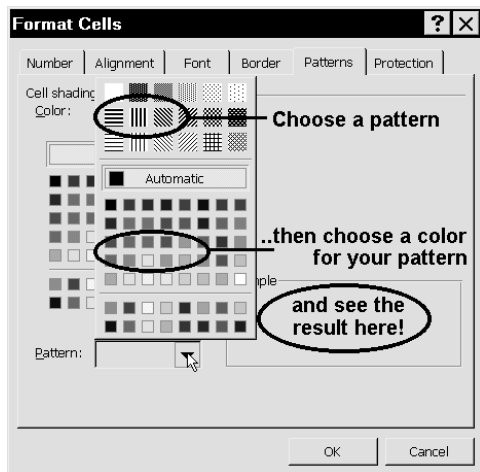 Format Cells
Number Alignment Font Border Patterns Protection
Cell shading
Color:
Choose a pattern
Automatic
..then choose a color
for your pattern
and see the
result here!
Pattern:
OK Cancel